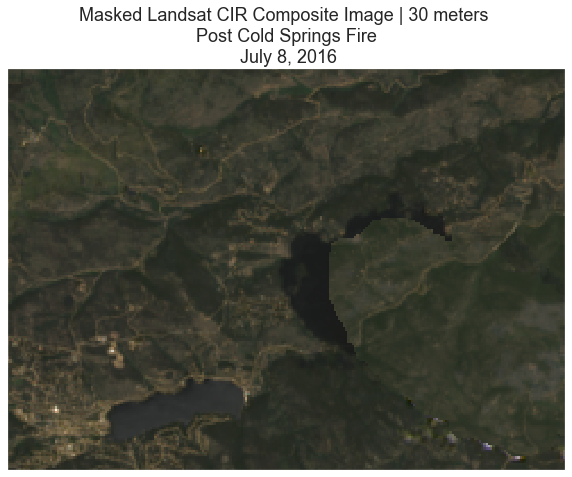 Masked Landsat CIR Composite Image | 30 meters
Post Cold Springs Fire
July 8, 2016